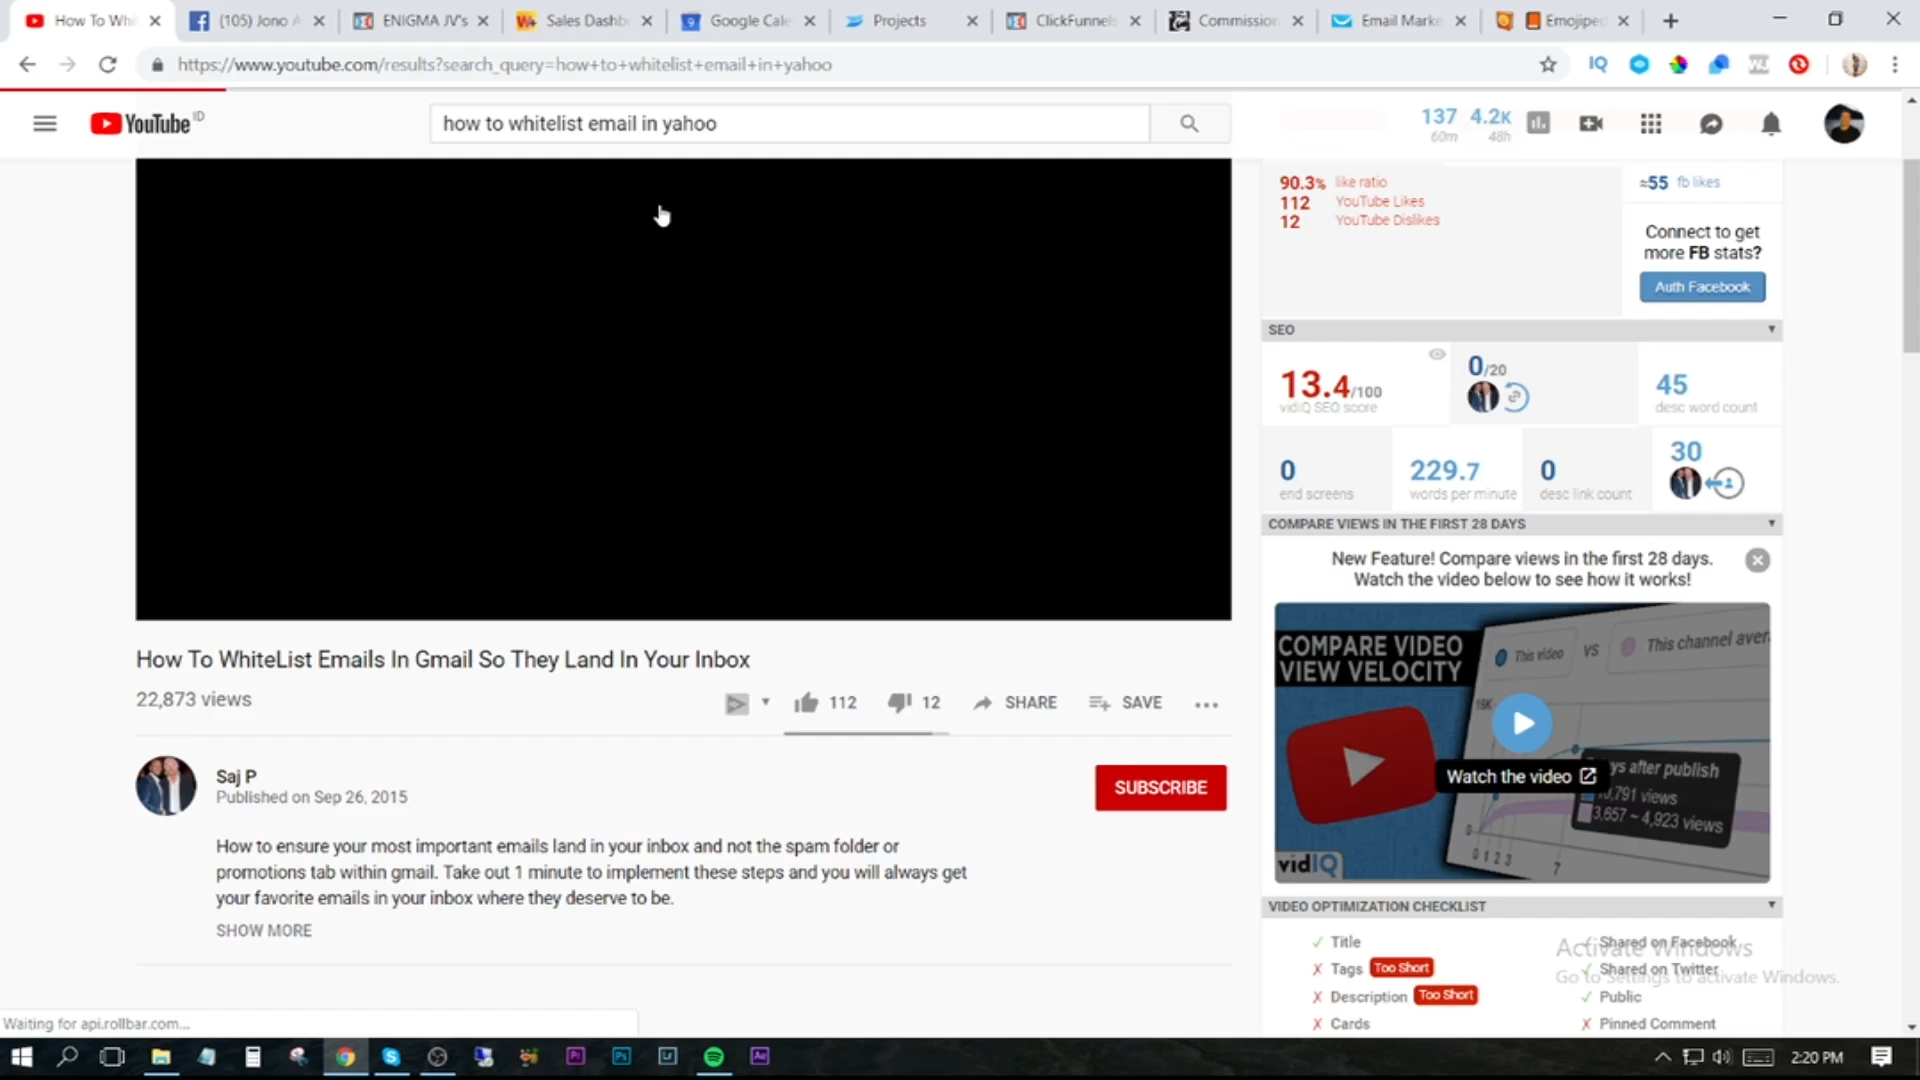 How To Whi
(105) Jono A
ENIGMA JV's
Sales Dashb
Google Cale
Projects
ClickFunnels
Commission
Email Marke
Emojiped
https://www.youtube.com/results?search_query=how+to+whitelist+email+in+yahoo
YouTube ID
how to whitelist email in yahoo
137 4.2K
60m 48h
90.3% like ratio
112 YouTube Likes
12 YouTube Dislikes
≈55 fb likes
Connect to get
more FB stats?
Auth Facebook
SEO
13.4/100
vidIQ SEO score
0/20
45
desc word count
0
end screens
229.7
words per minute
0
desc link count
30
COMPARE VIEWS IN THE FIRST 28 DAYS
New Feature! Compare views in the first 28 days.
Watch the video below to see how it works!
COMPARE VIDEO
VIEW VELOCITY
This video VS This channel aver
Watch the video
ys after publish
,791 views
3,657 ~ 4,923 views
0 1 2 3 7
vidIQ
How To WhiteList Emails In Gmail So They Land In Your Inbox
22,873 views
112 12 SHARE SAVE
Saj P
Published on Sep 26, 2015
SUBSCRIBE
How to ensure your most important emails land in your inbox and not the spam folder or
promotions tab within gmail. Take out 1 minute to implement these steps and you will always get
your favorite emails in your inbox where they deserve to be.
SHOW MORE
VIDEO OPTIMIZATION CHECKLIST
✓ Title
✗ Tags Too Short
✗ Description Too Short
✗ Cards
✓ Shared on Facebook
✓ Shared on Twitter
✓ Public
✗ Pinned Comment
Activate Windows
Go to Settings to activate Windows.
Waiting for api.rollbar.com...
2:20 PM